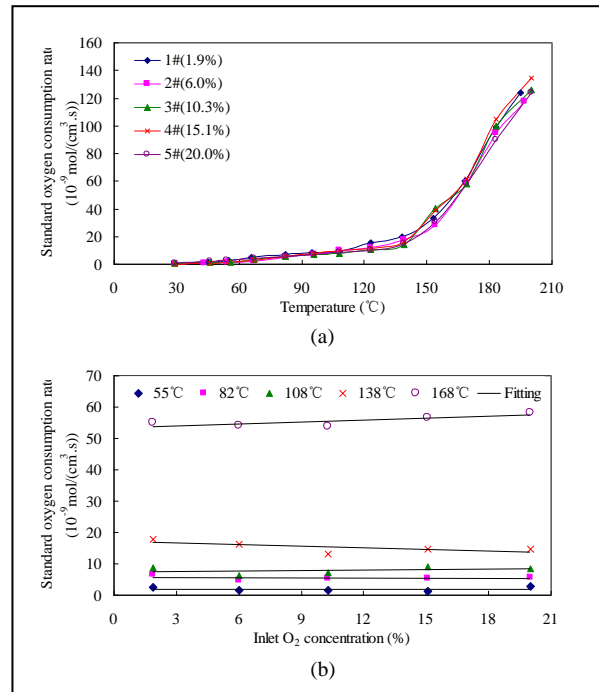 Standard oxygen consumption rate
(10⁻⁹ mol/(cm³.s))
160
140
120
100
80
60
40
20
0
1#(1.9%)
2#(6.0%)
3#(10.3%)
4#(15.1%)
5#(20.0%)
0 30 60 90 120 150 180 210
Temperature (℃)
(a)
Standard oxygen consumption rate
(10⁻⁹ mol/(cm³.s))
70
60
50
40
30
20
10
0
55℃ 82℃ 108℃ 138℃ 168℃ Fitting
0 3 6 9 12 15 18 21
Inlet O₂ concentration (%)
(b)